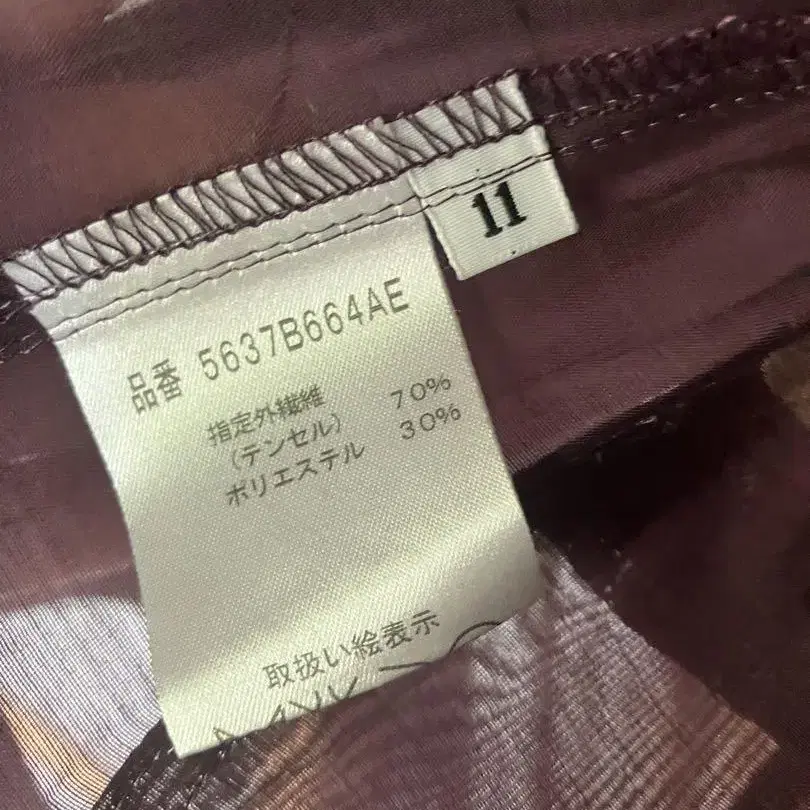 11
品番 5637B664AE
指定外繊維 70%
(テンセル) 30%
ポリエステル
取扱い絵表示